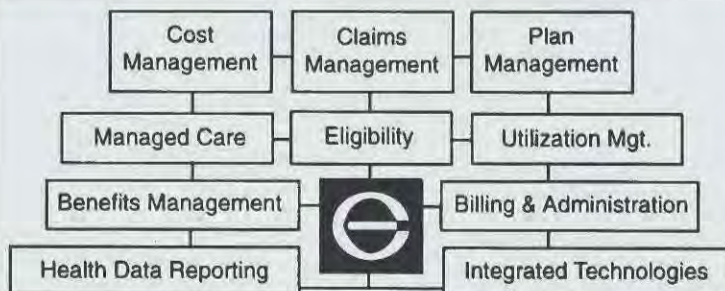 Cost
Management
Claims
Management
Plan
Management
Managed Care
Eligibility
Utilization Mgt.
Benefits Management
Billing & Administration
Health Data Reporting
Integrated Technologies